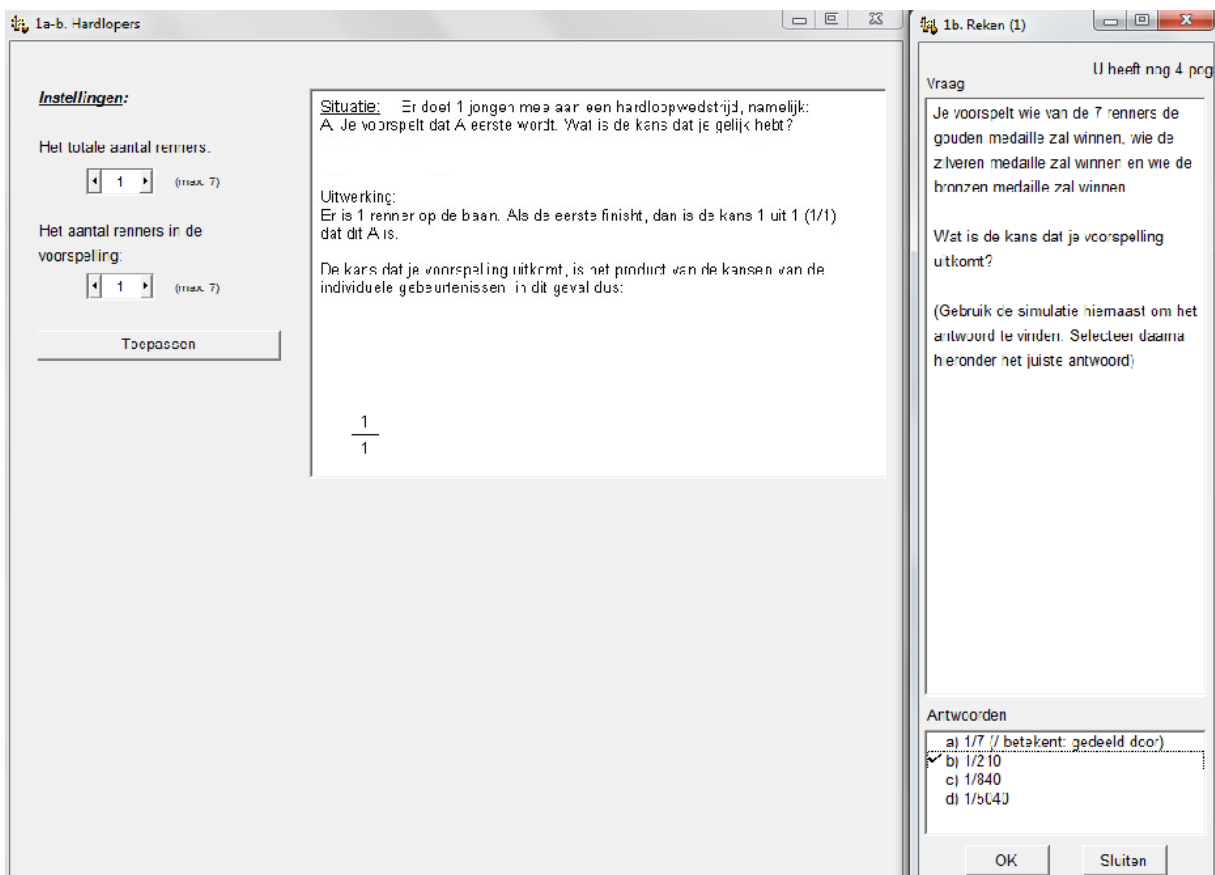 1a-b. Hardlopers
Instellingen:
Het totale aantal renners:
1 (max. 7)
Het aantal renners in de
voorspelling:
1 (max. 7)
Toepassen
Situatie: Er doet 1 jongen mee aan een hardloopwedstrijd, namelijk:
A. Je voorspelt dat A eerste wordt. Wat is de kans dat je gelijk hebt?
Uitwerking:
Er is 1 renner op de baan. Als de eerste finisht, dan is de kans 1 uit 1 (1/1)
dat dit A is.
De kans dat je voorspelling uitkomt, is het product van de kansen van de
individuele gebeurtenissen, in dit geval dus:
1
1
1b. Reken (1)
U heeft nog 4 pog
Vraag
Je voorspelt wie van de 7 renners de
gouden medaille zal winnen, wie de
zilveren medaille zal winnen en wie de
bronzen medaille zal winnen
Wat is de kans dat je voorspelling
uitkomt?
(Gebruik de simulatie hiernaast om het
antwoord te vinden. Selecteer daarna
hieronder het juiste antwoord)
Antwoorden
a) 1/7 (/ betekent: gedeeld door)
b) 1/210
c) 1/840
d) 1/5040
OK Sluiten